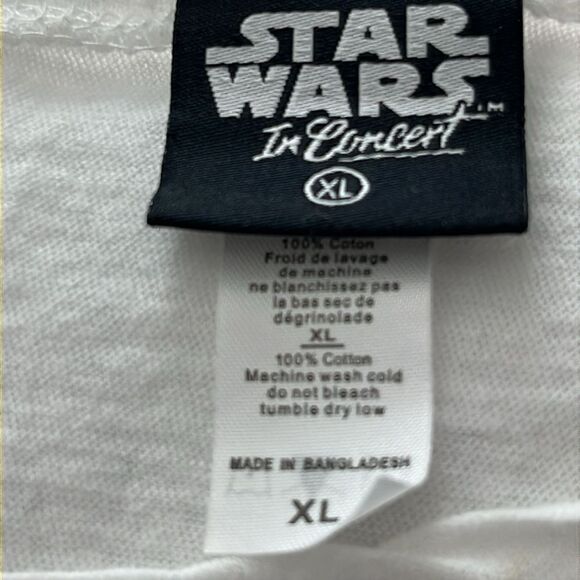 STAR
WARS
TM
In Concert
XL
100% Coton
Froid de lavage
de machine
ne blanchissez pas
la bas sec de
dégrinolade
XL
100% Cotton
Machine wash cold
do not bleach
tumble dry low
MADE IN BANGLADESH
XL